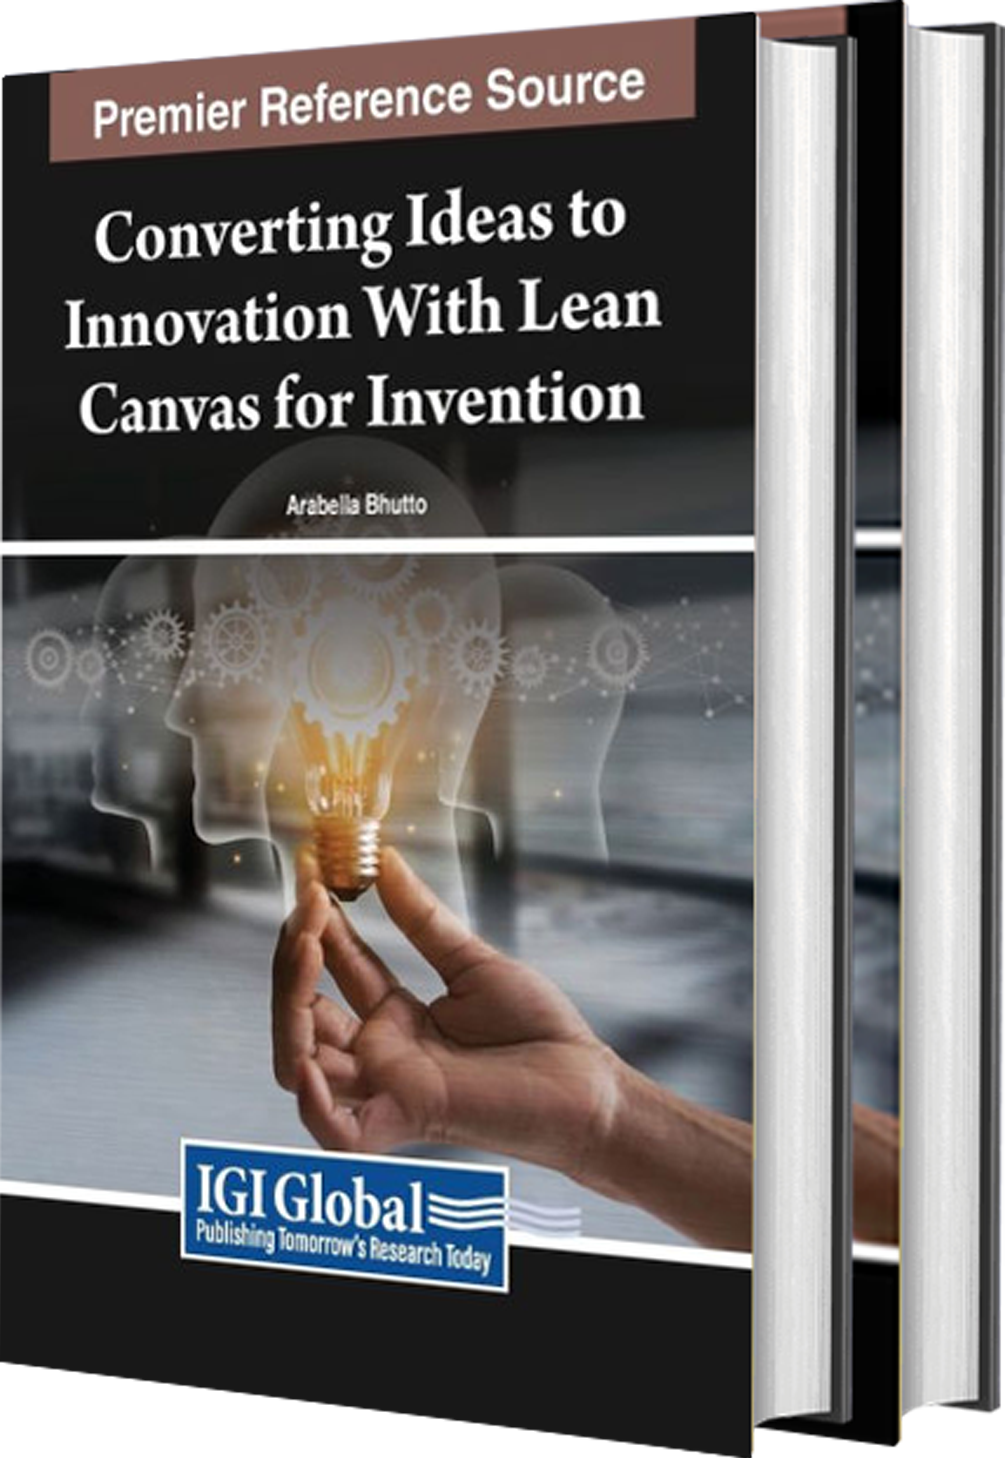 Premier Reference Source
Converting Ideas to
Innovation With Lean
Canvas for Invention
Arabella Bhutto
IGI Global
Publishing Tomorrow's Research Today